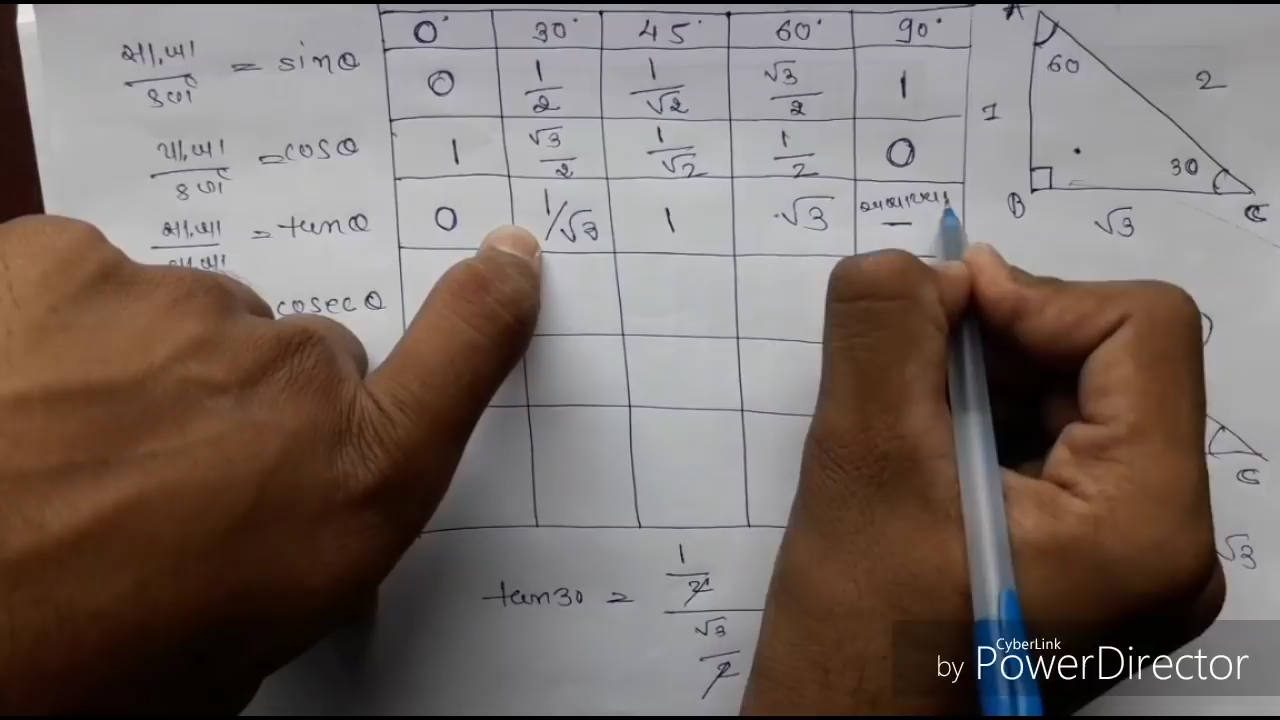 0° 30° 45° 60° 90°
સા.બા / કર્ણ = sinθ 0 1/2 1/√2 √3/2 1
પા.બા / કર્ણ = cosθ 1 √3/2 1/√2 1/2 0
સા.બા / પા.બા = tanθ 0 1/√3 1 √3 —
cosecθ
tan30 = 1/2 / √3/2
A
60
2
1
30
B
√3
C
C
√3
CyberLink
by PowerDirector